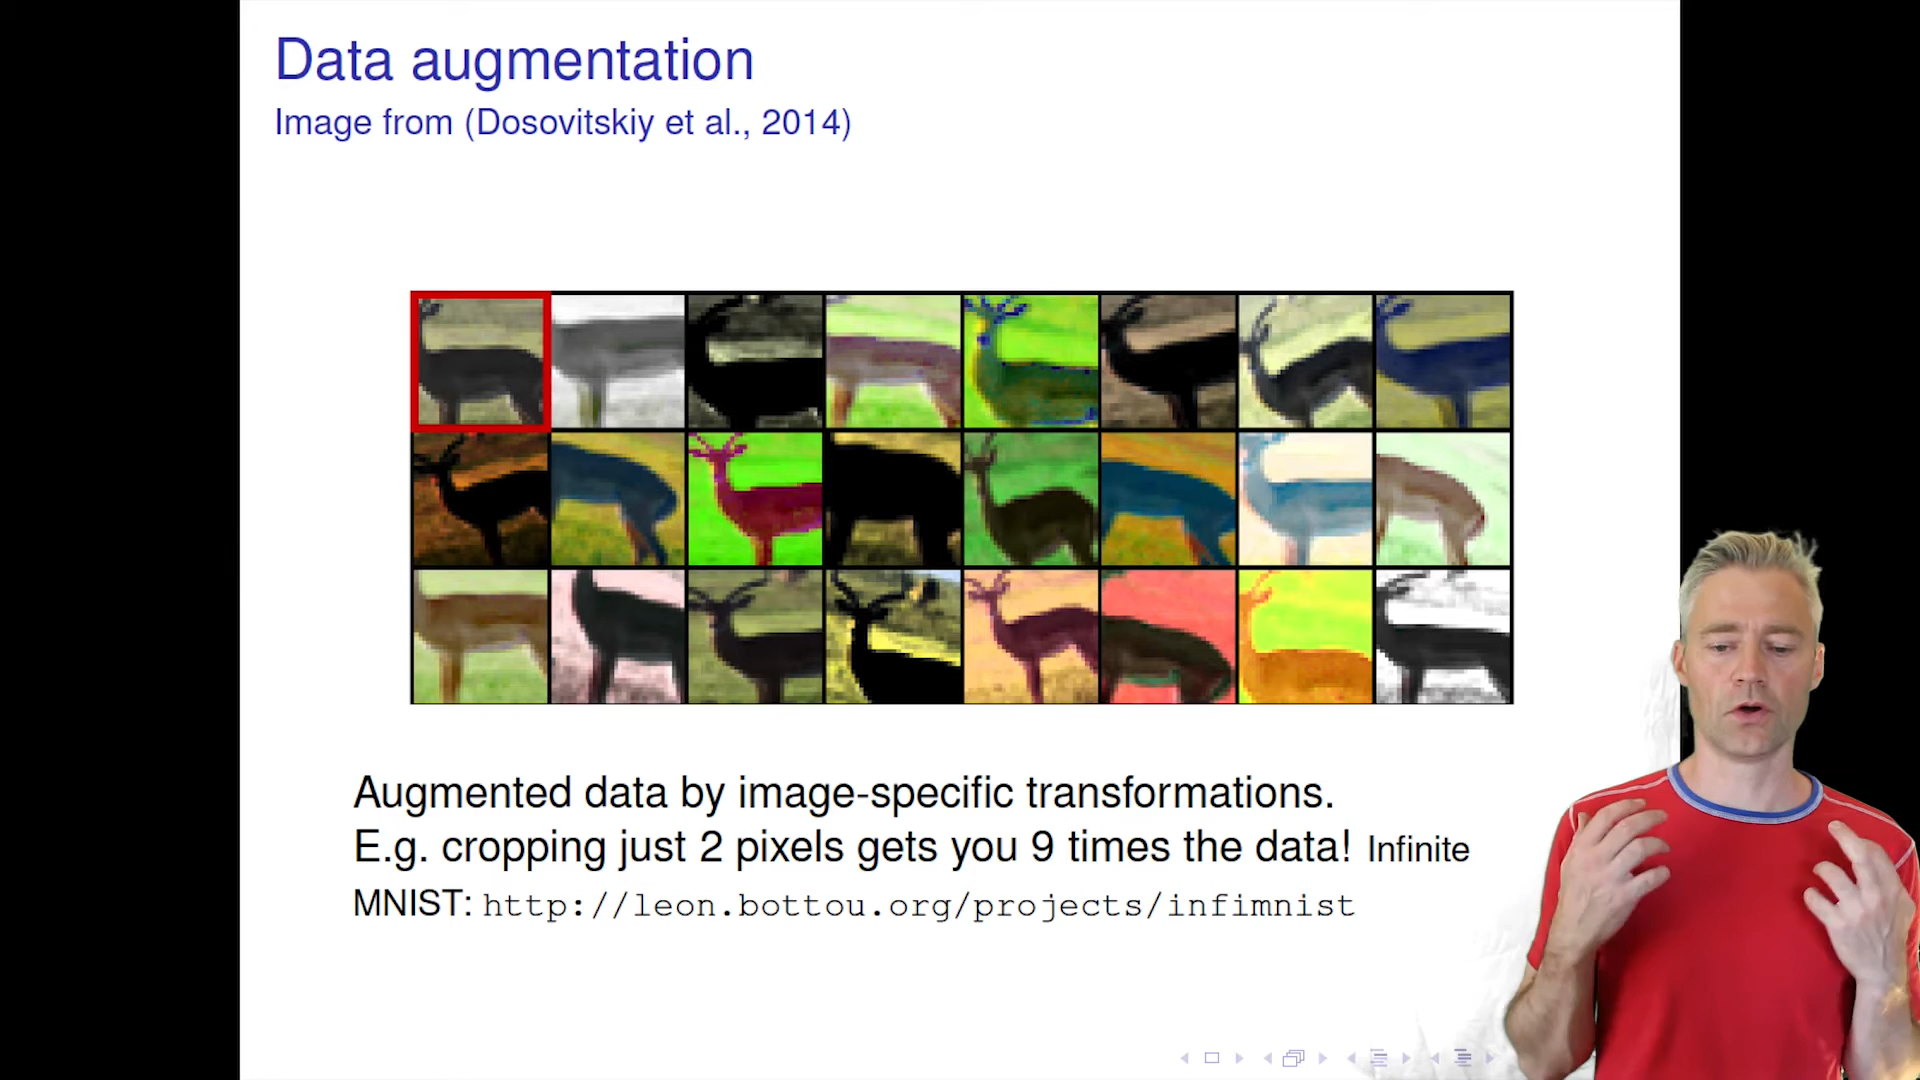 Data augmentation
Image from (Dosovitskiy et al., 2014)
Augmented data by image-specific transformations.
E.g. cropping just 2 pixels gets you 9 times the data! Infinite
MNIST: http://leon.bottou.org/projects/infimnist